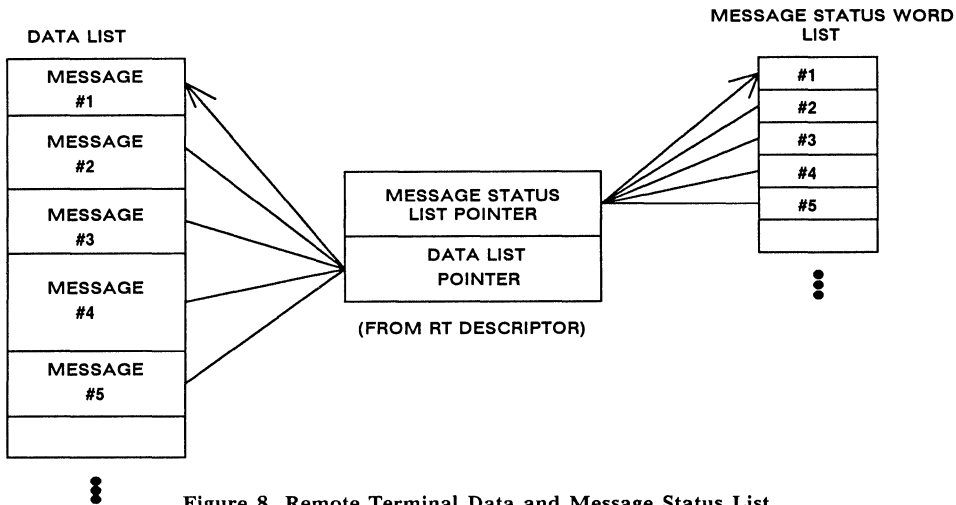 DATA LIST
MESSAGE
#1
MESSAGE
#2
MESSAGE
#3
MESSAGE
#4
MESSAGE
#5
MESSAGE STATUS
LIST POINTER
DATA LIST
POINTER
(FROM RT DESCRIPTOR)
MESSAGE STATUS WORD
LIST
#1
#2
#3
#4
#5
Figure 8. Remote Terminal Data and Message Status List